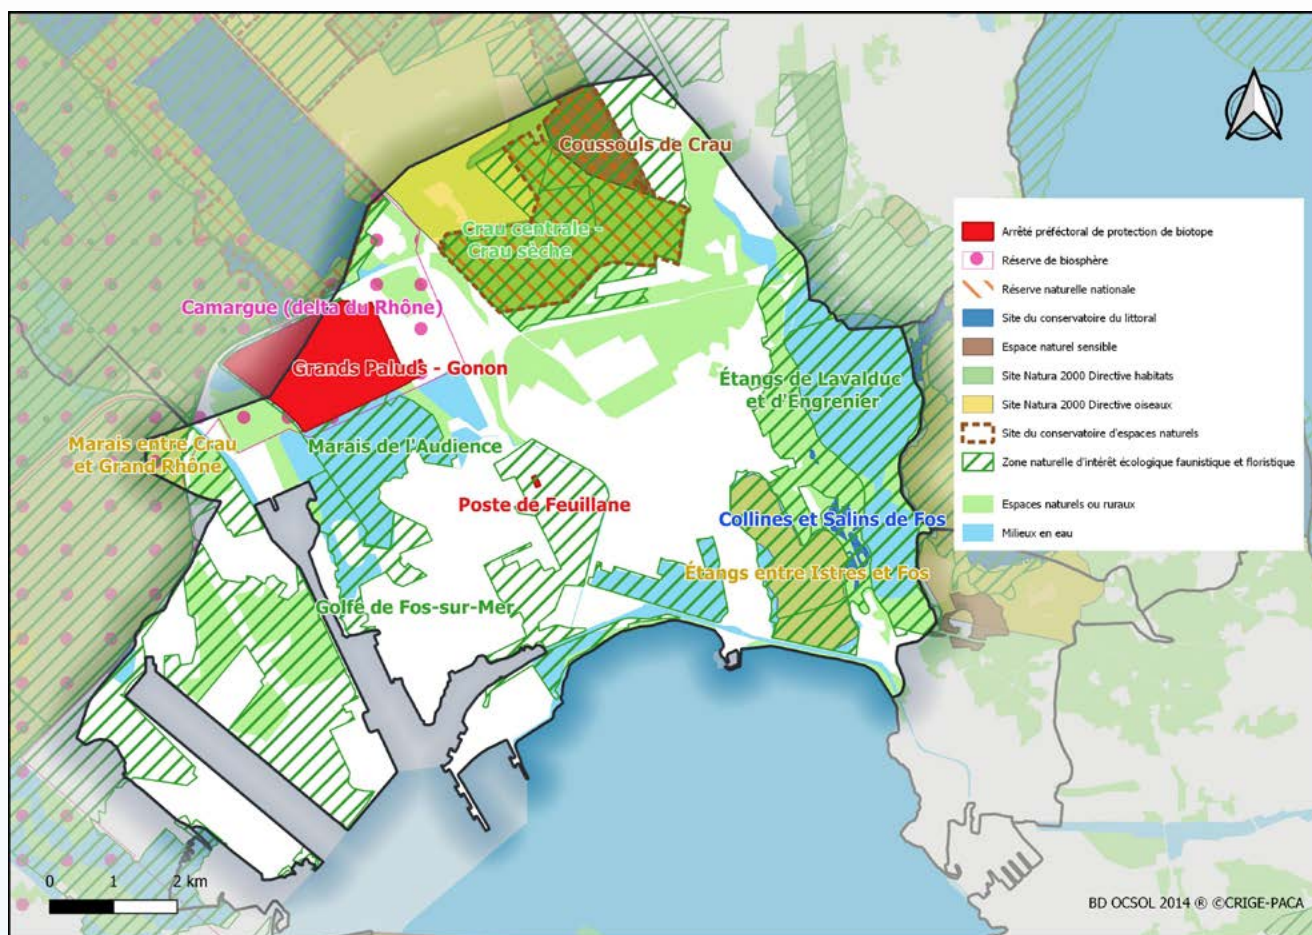 Coussouls de Crau
Crau centrale -
Crau sèche
Camargue (delta du Rhône)
Grands Paluds - Gonon
Étangs de Lavalduc
et d'Engrenier
Marais entre Crau
et Grand Rhône
Marais de l'Audience
Poste de Feuillane
Collines et Salins de Fos
Étangs entre Istres et Fos
Golfe de Fos-sur-Mer
Arrêté préféctoral de protection de biotope
Réserve de biosphère
Réserve naturelle nationale
Site du conservatoire du littoral
Espace naturel sensible
Site Natura 2000 Directive habitats
Site Natura 2000 Directive oiseaux
Site du conservatoire d'espaces naturels
Zone naturelle d'intérêt écologique faunistique et floristique
Espaces naturels ou ruraux
Milieux en eau
0 1 2 km
BD OCSOL 2014 ® ©CRIGE-PACA